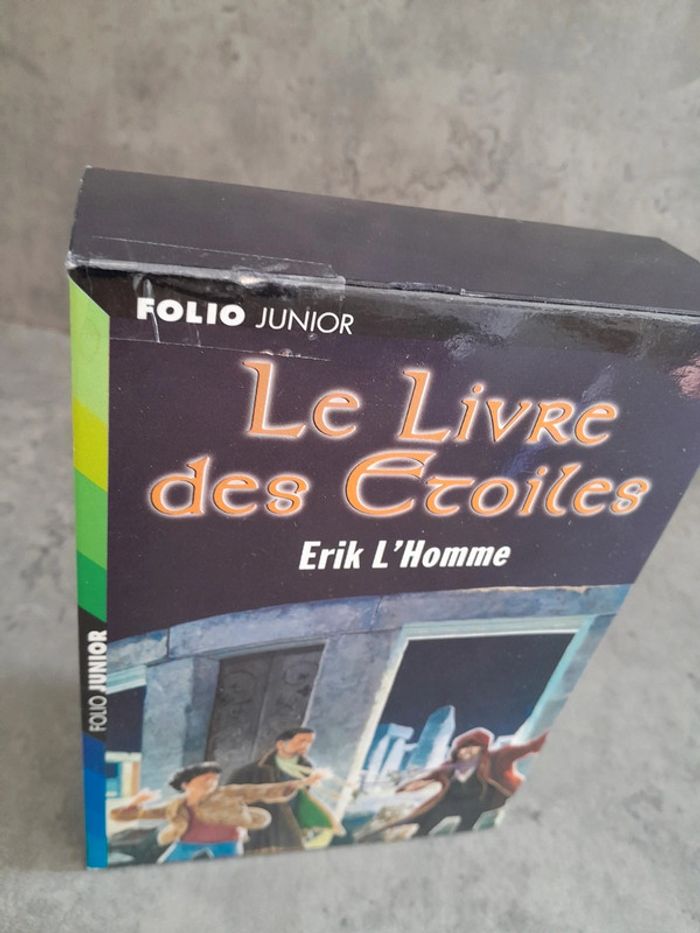 FOLIO JUNIOR
Le Livre
des Etoiles
Erik L'Homme
FOLIO JUNIOR